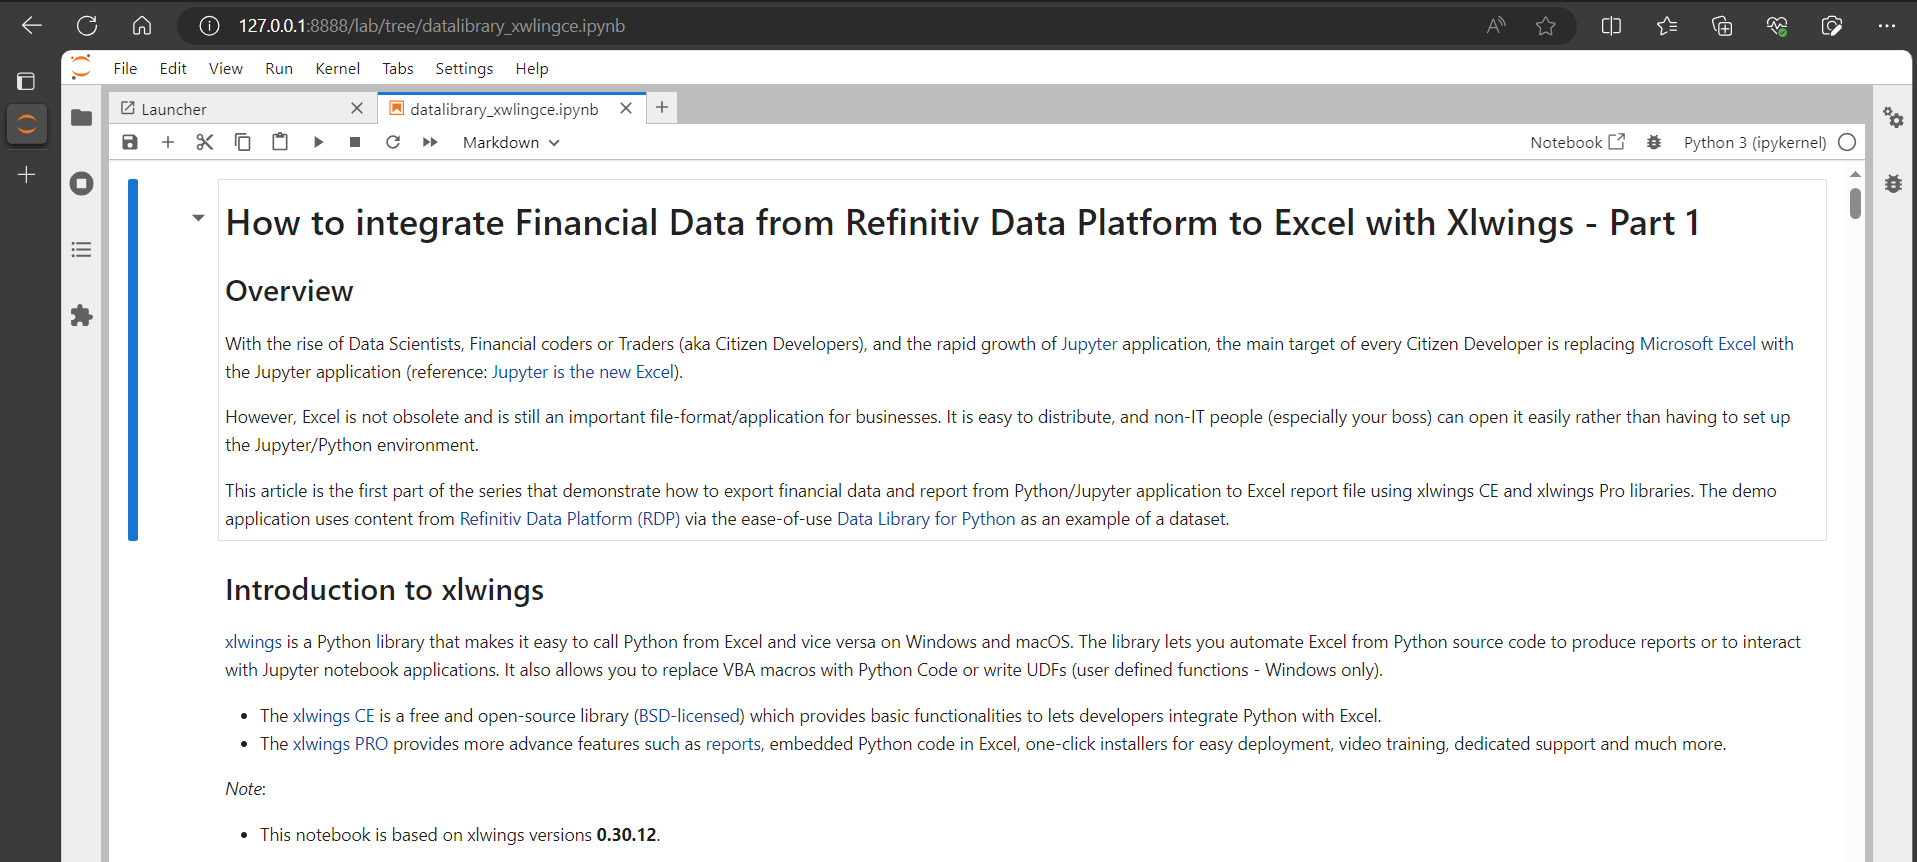 127.0.0.1:8888/lab/tree/datalibrary_xwlingce.ipynb
File Edit View Run Kernel Tabs Settings Help
Launcher datalibrary_xwlingce.ipynb
Markdown Notebook Python 3 (ipykernel)
How to integrate Financial Data from Refinitiv Data Platform to Excel with Xlwings - Part 1
Overview
With the rise of Data Scientists, Financial coders or Traders (aka Citizen Developers), and the rapid growth of Jupyter application, the main target of every Citizen Developer is replacing Microsoft Excel with
the Jupyter application (reference: Jupyter is the new Excel).
However, Excel is not obsolete and is still an important file-format/application for businesses. It is easy to distribute, and non-IT people (especially your boss) can open it easily rather than having to set up
the Jupyter/Python environment.
This article is the first part of the series that demonstrate how to export financial data and report from Python/Jupyter application to Excel report file using xlwings CE and xlwings Pro libraries. The demo
application uses content from Refinitiv Data Platform (RDP) via the ease-of-use Data Library for Python as an example of a dataset.
Introduction to xlwings
xlwings is a Python library that makes it easy to call Python from Excel and vice versa on Windows and macOS. The library lets you automate Excel from Python source code to produce reports or to interact
with Jupyter notebook applications. It also allows you to replace VBA macros with Python Code or write UDFs (user defined functions - Windows only).
• The xlwings CE is a free and open-source library (BSD-licensed) which provides basic functionalities to lets developers integrate Python with Excel.
• The xlwings PRO provides more advance features such as reports, embedded Python code in Excel, one-click installers for easy deployment, video training, dedicated support and much more.
Note:
• This notebook is based on xlwings versions 0.30.12.